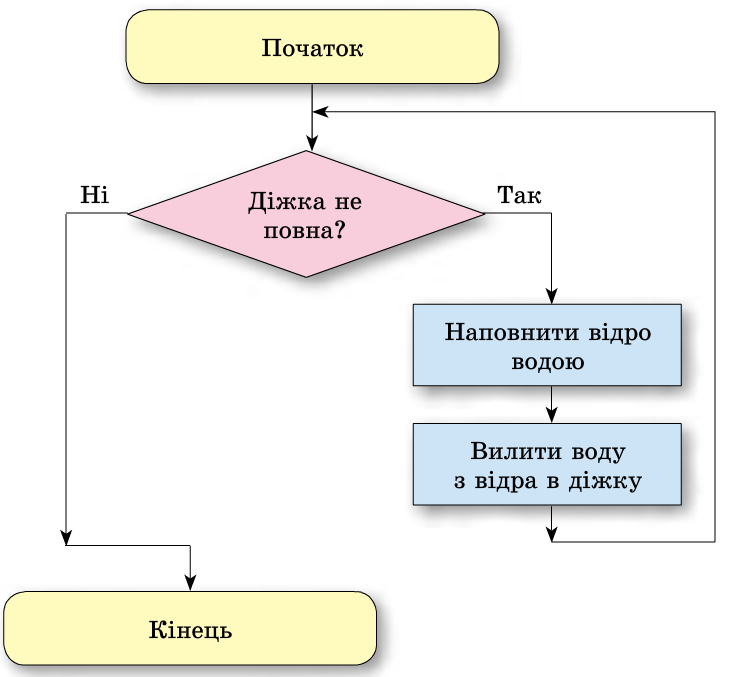 Початок
Ні
Так
Діжка не
повна?
Наповнити відро
водою
Вилити воду
з відра в діжку
Кінець